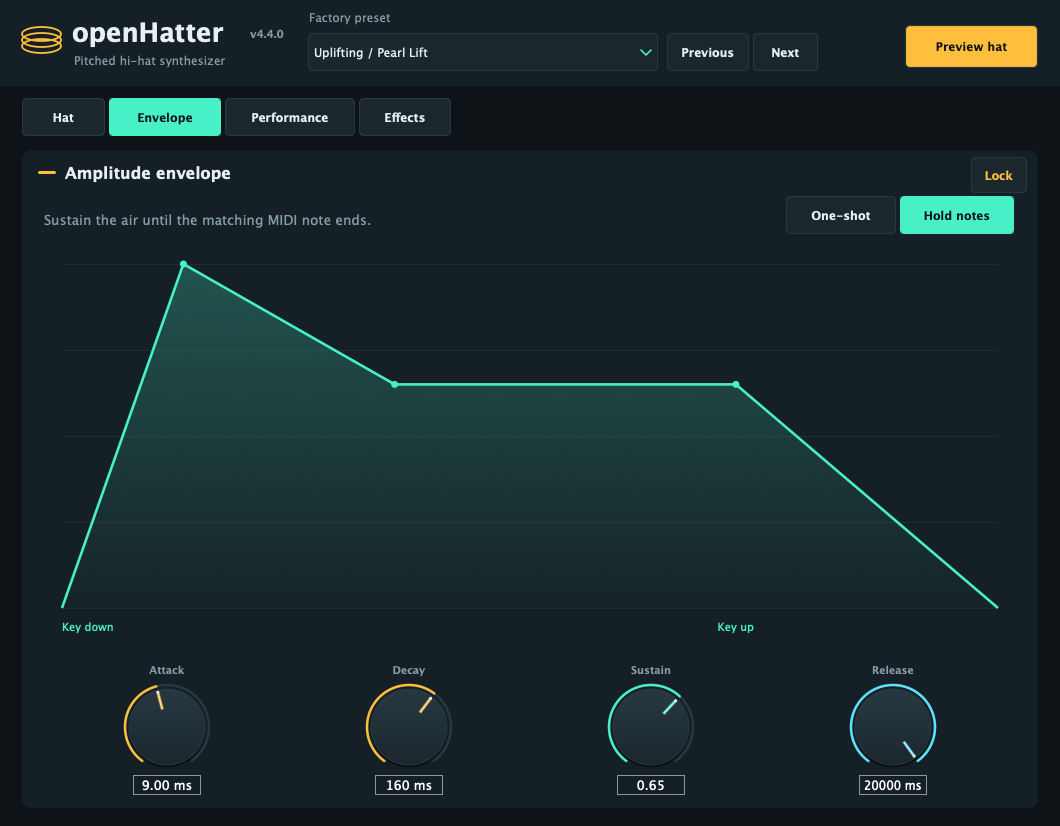 openHatter
v4.4.0
Pitched hi-hat synthesizer
Factory preset
Uplifting / Pearl Lift
Previous
Next
Preview hat
Hat
Envelope
Performance
Effects
Amplitude envelope
Lock
Sustain the air until the matching MIDI note ends.
One-shot
Hold notes
Key down
Key up
Attack
Decay
Sustain
Release
9.00 ms
160 ms
0.65
20000 ms